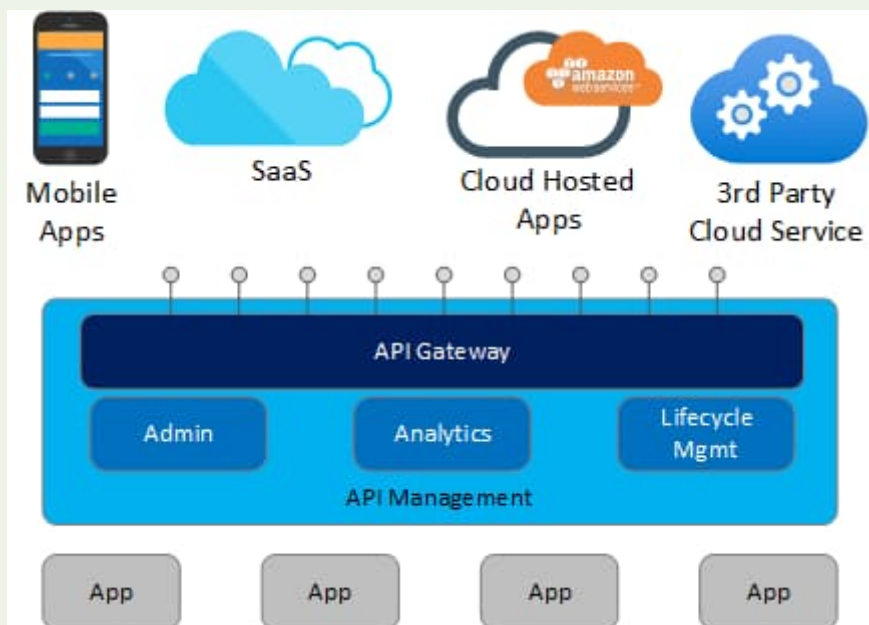 amazon
webservices
SaaS
Mobile
Apps
Cloud Hosted
Apps
3rd Party
Cloud Service
API Gateway
Admin
Analytics
Lifecycle
Mgmt
API Management
App
App
App
App